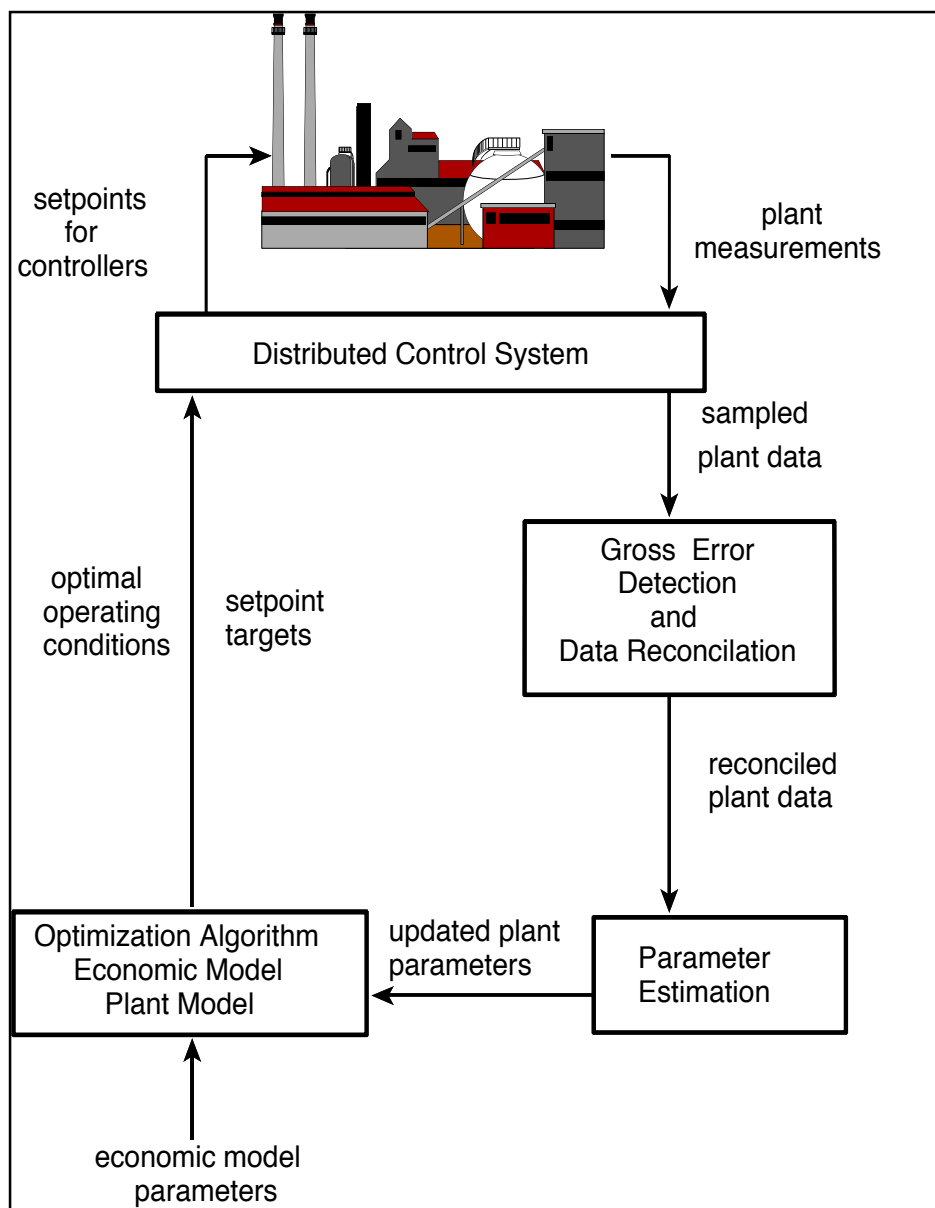 setpoints
for
controllers
plant
measurements
Distributed Control System
sampled
plant data
Gross Error
Detection
and
Data Reconcilation
optimal
operating
conditions
setpoint
targets
reconciled
plant data
Optimization Algorithm
Economic Model
Plant Model
updated plant
parameters
Parameter
Estimation
economic model
parameters